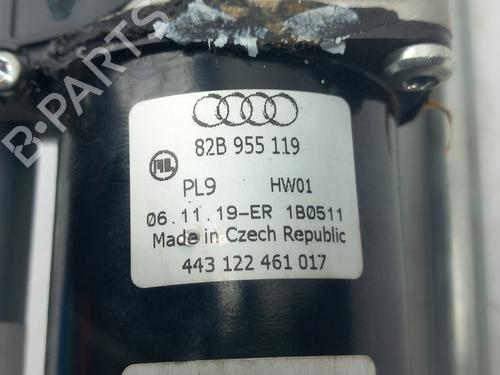 82B 955 119
PL9 HW01
06.11.19-ER 1B0511
Made in Czech Republic
443 122 461 017
B-PARTS